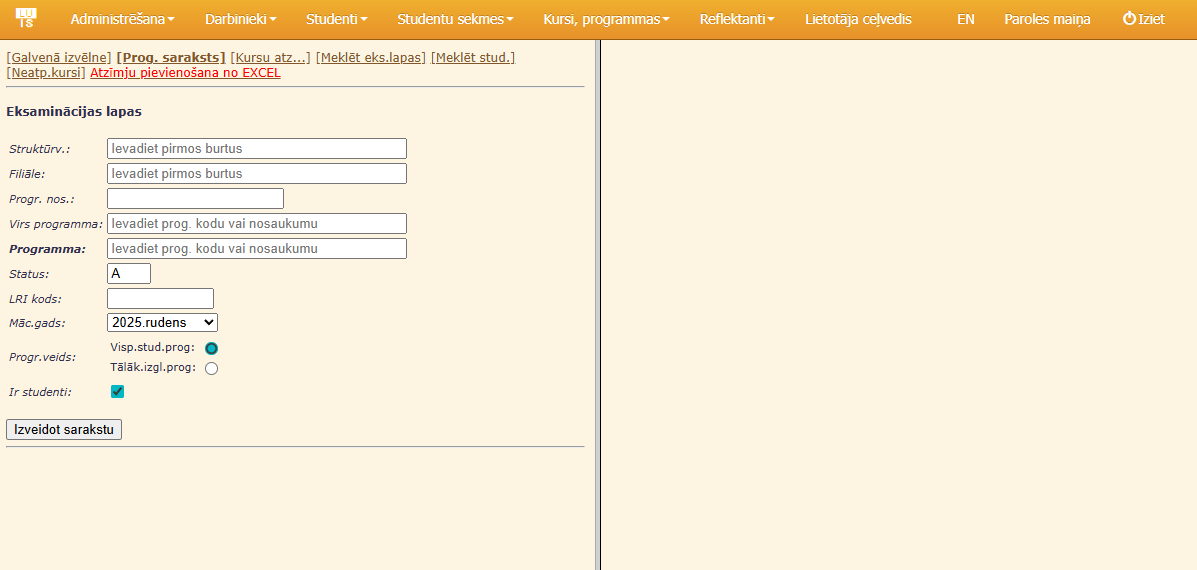 LU
IS
Administrēšana Darbinieki Studenti Studentu sekmes Kursi, programmas Reflektanti Lietotāja ceļvedis EN Paroles maiņa Iziet
[Galvenā izvēlne] [Prog. saraksts] [Kursu atz...] [Meklēt eks.lapas] [Meklēt stud.]
[Neatp.kursi] Atzīmju pievienošana no EXCEL
Eksaminācijas lapas
Struktūrv.: Ievadiet pirmos burtus
Filiāle: Ievadiet pirmos burtus
Progr. nos.:
Virs programma: Ievadiet prog. kodu vai nosaukumu
Programma: Ievadiet prog. kodu vai nosaukumu
Status: A
LRI kods:
Māc.gads: 2025.rudens
Progr.veids: Visp.stud.prog:
Tālāk.izgl.prog:
Ir studenti:
Izveidot sarakstu